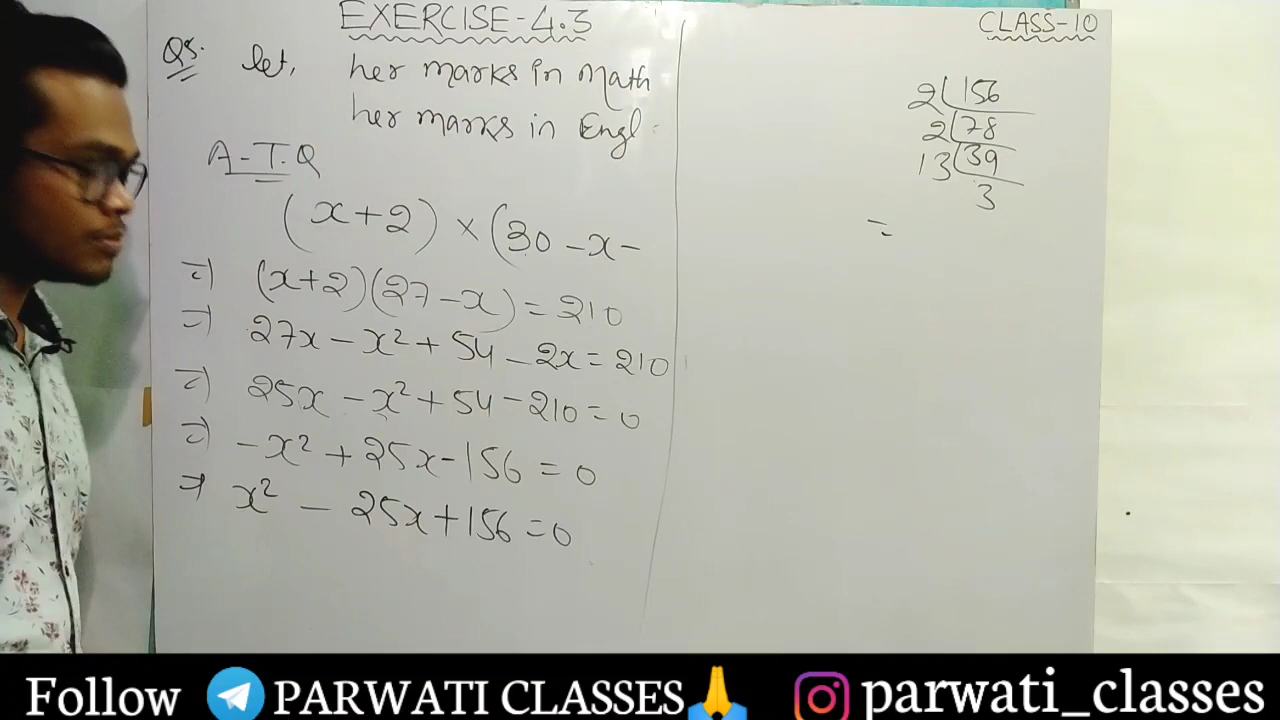 EXERCISE-4.3
CLASS-10
Q5. let, her marks in Math
her marks in Engl
A-T.Q
(x+2) × (30 -x-
⇒ (x+2)(27-x) = 210
⇒ 27x - x² + 54 - 2x = 210
⇒ 25x - x² + 54 - 210 = 0
⇒ -x² + 25x - 156 = 0
⇒ x² - 25x + 156 = 0
2 156
2 78
13 39
3
=
Follow PARWATI CLASSES🙏 parwati_classes